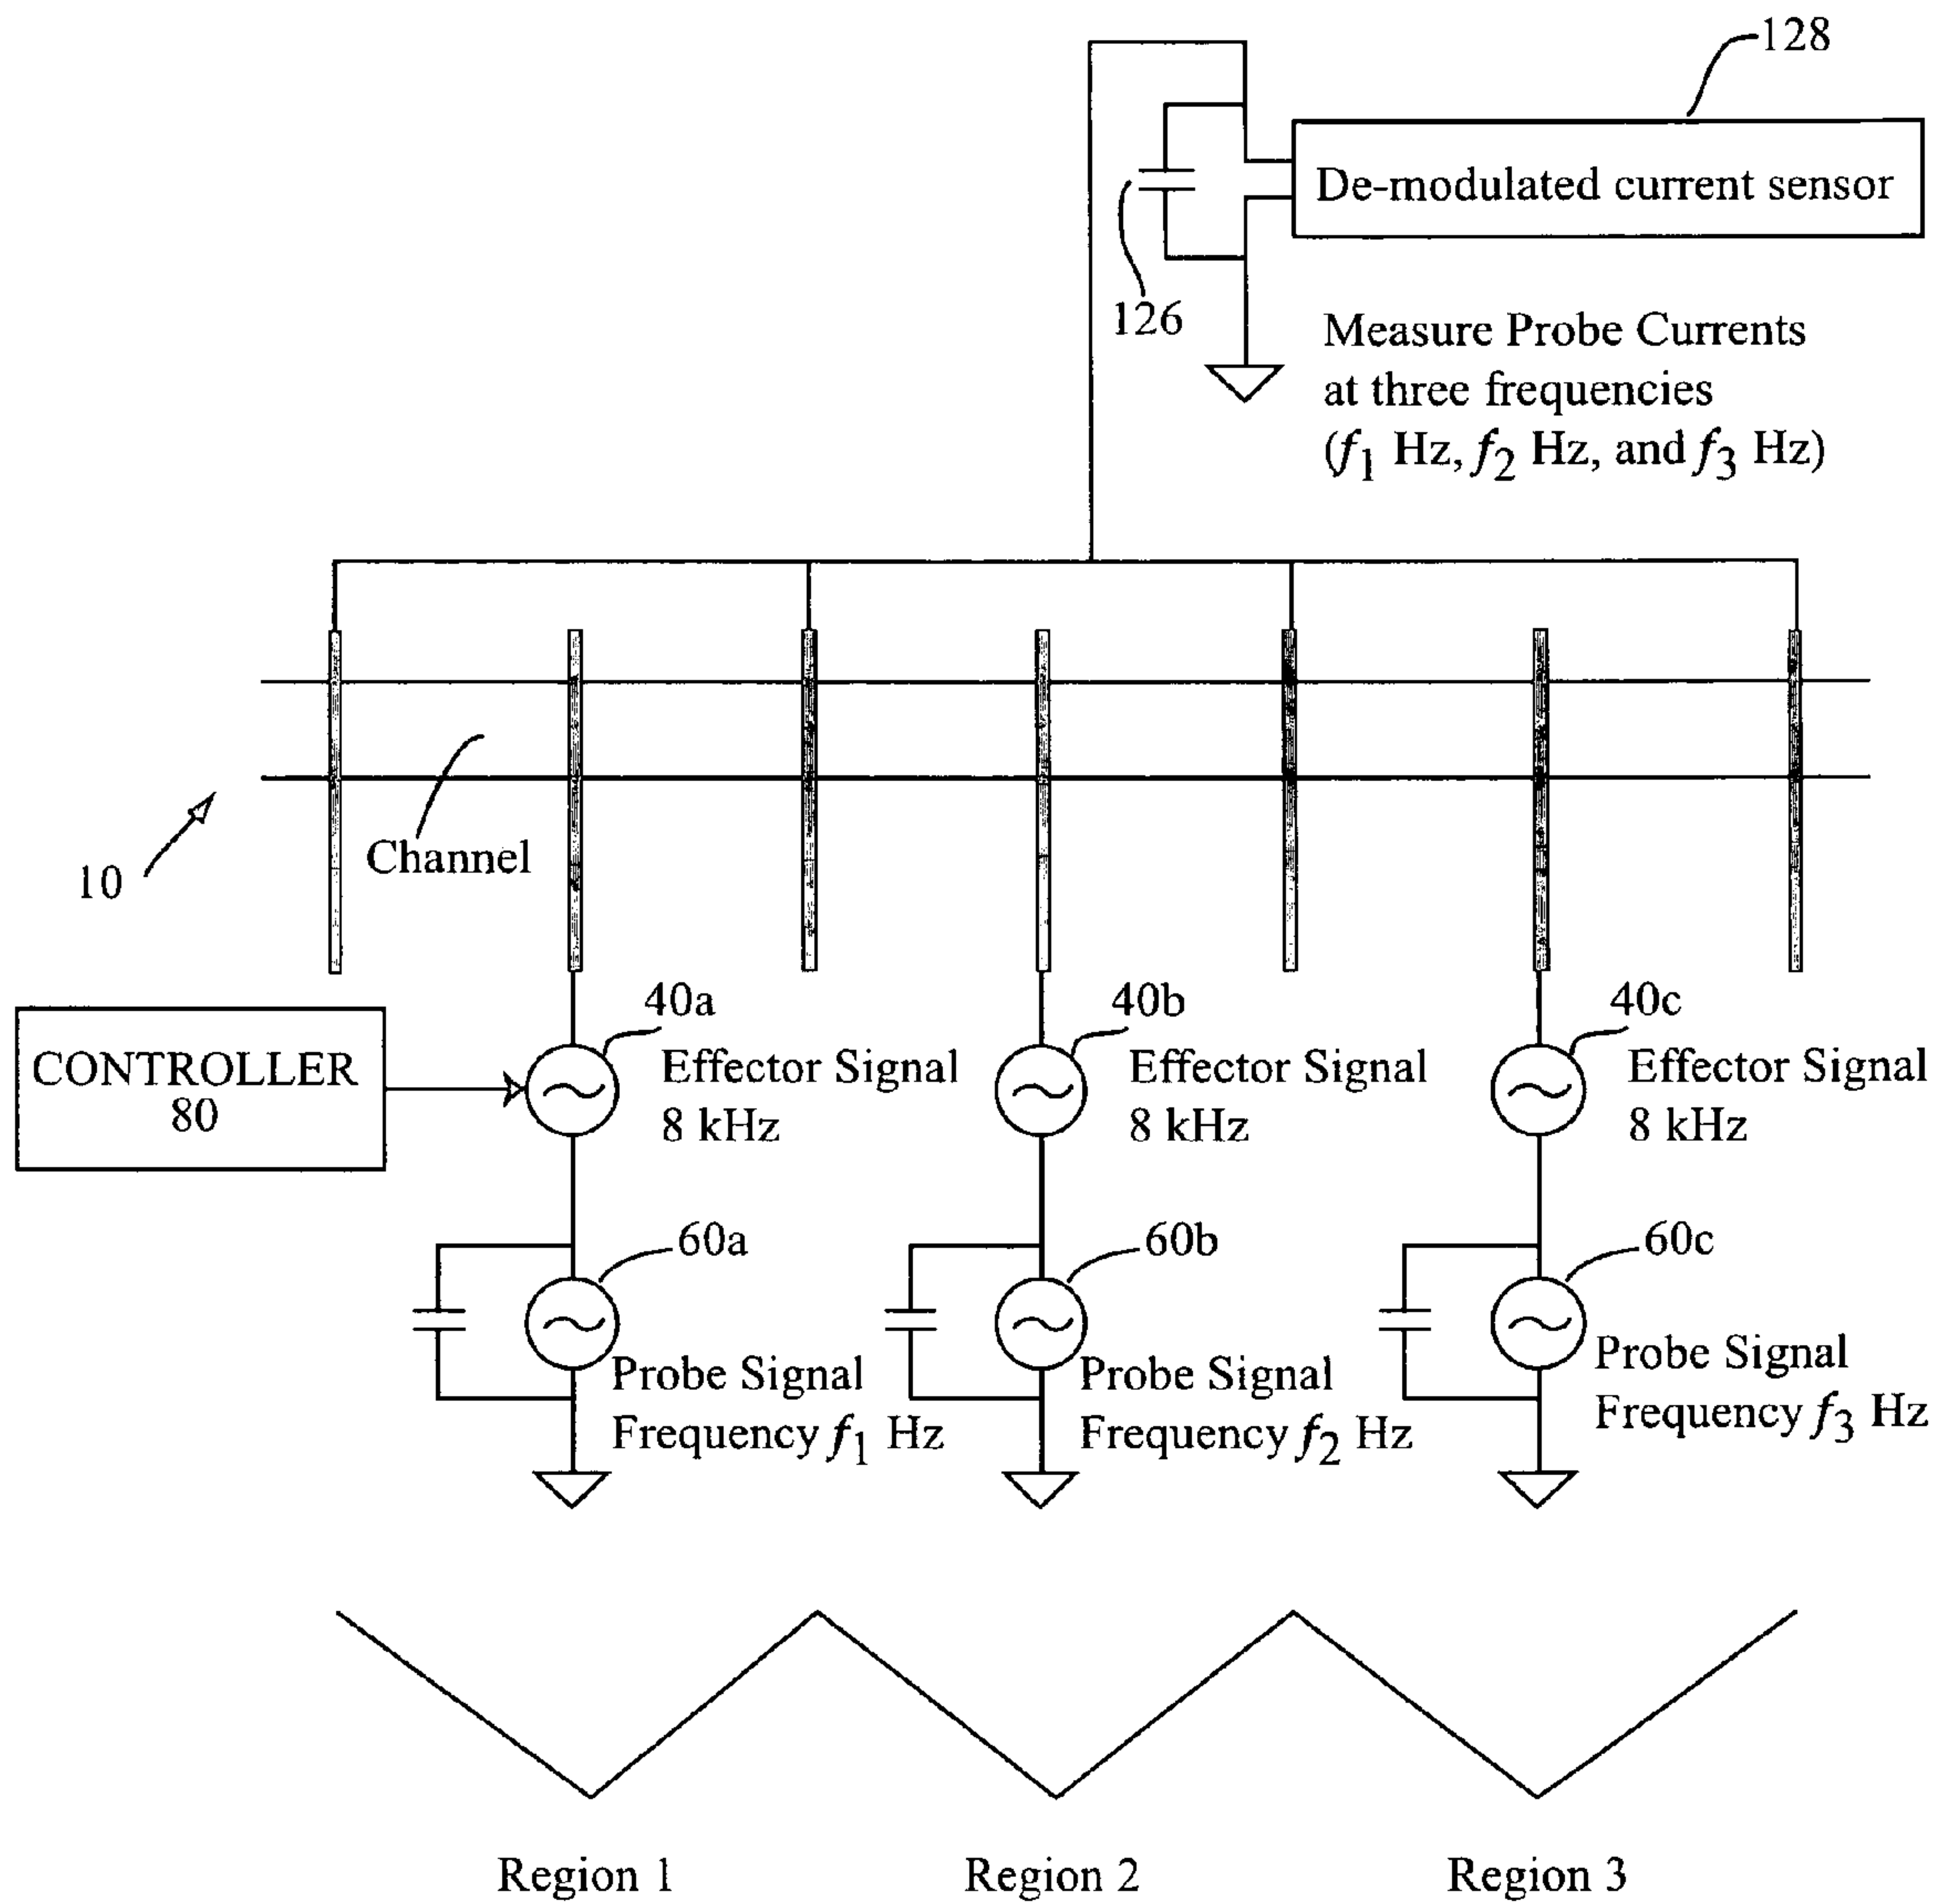 128
De-modulated current sensor
126
Measure Probe Currents
at three frequencies
(f1 Hz, f2 Hz, and f3 Hz)
10
Channel
CONTROLLER
80
40a
Effector Signal
8 kHz
40b
Effector Signal
8 kHz
40c
Effector Signal
8 kHz
60a
Probe Signal
Frequency f1 Hz
60b
Probe Signal
Frequency f2 Hz
60c
Probe Signal
Frequency f3 Hz
Region 1
Region 2
Region 3